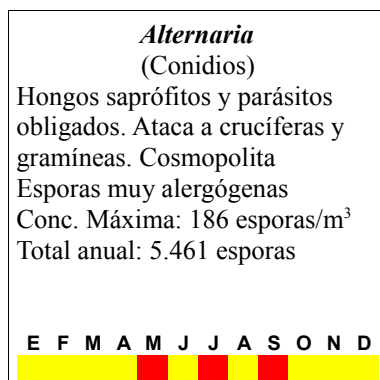 Alternaria
(Conidios)
Hongos saprófitos y parásitos
obligados. Ataca a crucíferas y
gramíneas. Cosmopolita
Esporas muy alergógenas
Conc. Máxima: 186 esporas/m³
Total anual: 5.461 esporas
E F M A M J J A S O N D